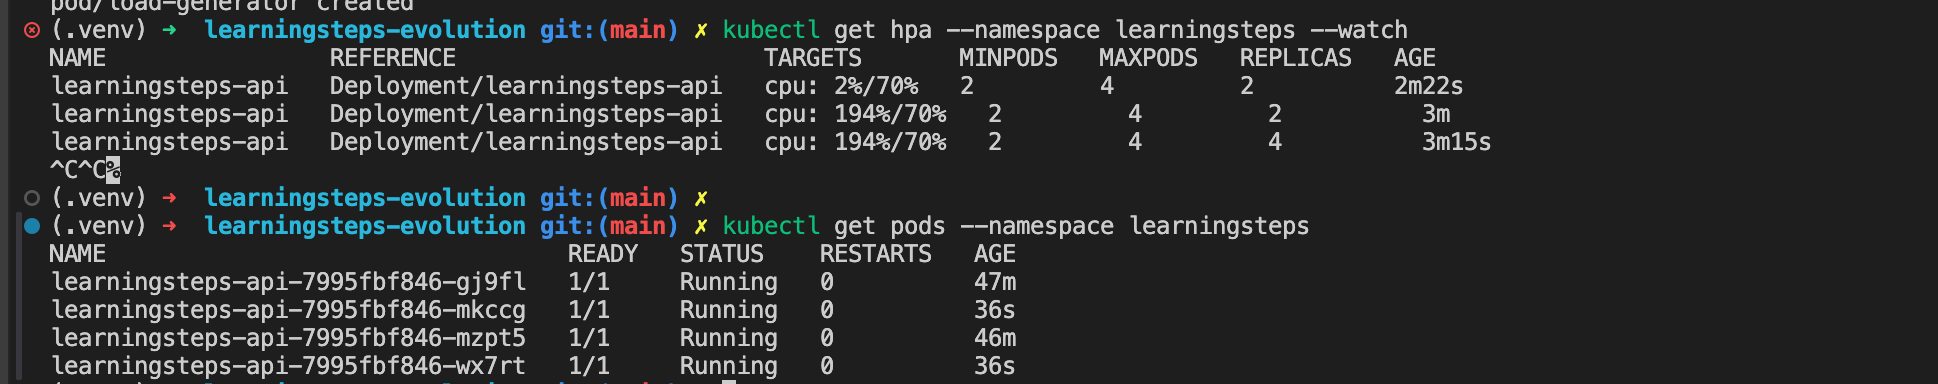 pod/load-generator created
(.venv) ➜  learningsteps-evolution git:(main) ✗ kubectl get hpa --namespace learningsteps --watch
NAME                REFERENCE                      TARGETS       MINPODS   MAXPODS   REPLICAS   AGE
learningsteps-api   Deployment/learningsteps-api   cpu: 2%/70%   2         4         2          2m22s
learningsteps-api   Deployment/learningsteps-api   cpu: 194%/70%   2         4         2          3m
learningsteps-api   Deployment/learningsteps-api   cpu: 194%/70%   2         4         4          3m15s
^C^C%
(.venv) ➜  learningsteps-evolution git:(main) ✗
(.venv) ➜  learningsteps-evolution git:(main) ✗ kubectl get pods --namespace learningsteps
NAME                                 READY   STATUS    RESTARTS   AGE
learningsteps-api-7995fbf846-gj9fl   1/1     Running   0          47m
learningsteps-api-7995fbf846-mkccg   1/1     Running   0          36s
learningsteps-api-7995fbf846-mzpt5   1/1     Running   0          46m
learningsteps-api-7995fbf846-wx7rt   1/1     Running   0          36s